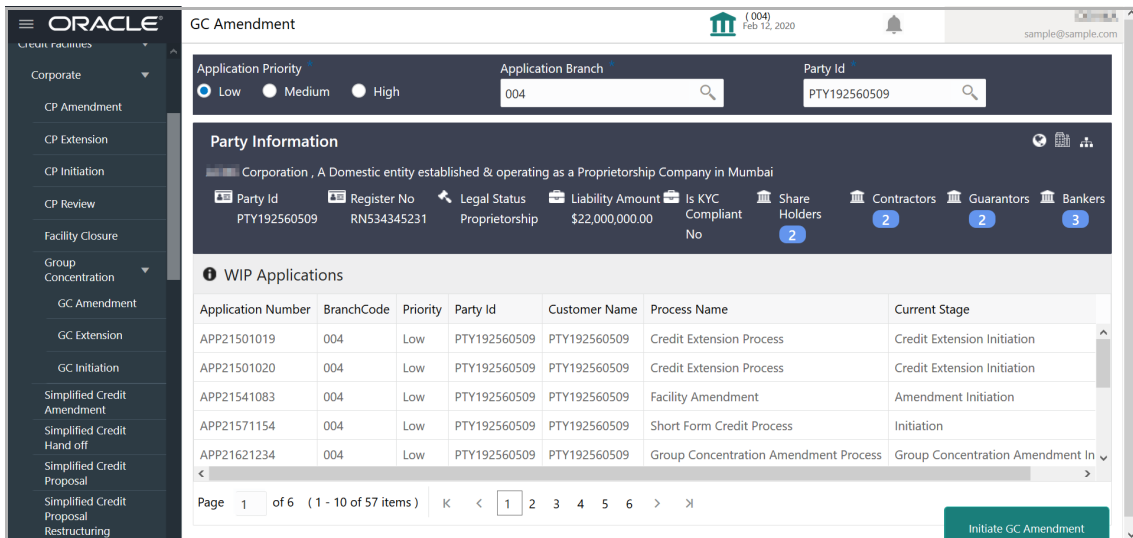 ORACLE
GC Amendment
(004)
Feb 12, 2020
sample@sample.com
Credit Facilities
Corporate
CP Amendment
CP Extension
CP Initiation
CP Review
Facility Closure
Group
Concentration
GC Amendment
GC Extension
GC Initiation
Simplified Credit
Amendment
Simplified Credit
Hand off
Simplified Credit
Proposal
Simplified Credit
Proposal
Restructuring
Application Priority *
Low Medium High
Application Branch *
004
Party Id *
PTY192560509
Party Information
Corporation , A Domestic entity established & operating as a Proprietorship Company in Mumbai
Party Id
PTY192560509
Register No
RN534345231
Legal Status
Proprietorship
Liability Amount
$22,000,000.00
Is KYC
Compliant
No
Share
Holders
2
Contractors
2
Guarantors
2
Bankers
3
WIP Applications
Application Number BranchCode Priority Party Id Customer Name Process Name Current Stage
APP21501019 004 Low PTY192560509 PTY192560509 Credit Extension Process Credit Extension Initiation
APP21501020 004 Low PTY192560509 PTY192560509 Credit Extension Process Credit Extension Initiation
APP21541083 004 Low PTY192560509 PTY192560509 Facility Amendment Amendment Initiation
APP21571154 004 Low PTY192560509 PTY192560509 Short Form Credit Process Initiation
APP21621234 004 Low PTY192560509 PTY192560509 Group Concentration Amendment Process Group Concentration Amendment In
Page 1 of 6 ( 1 - 10 of 57 items ) 1 2 3 4 5 6
Initiate GC Amendment